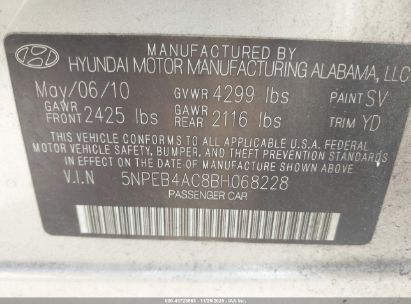 MANUFACTURED BY
HYUNDAI MOTOR MANUFACTURING ALABAMA, LLC
May/06/10 GVWR 4299 lbs PAINT SV
GAWR FRONT 2425 lbs GAWR REAR 2116 lbs TRIM YD
THIS VEHICLE CONFORMS TO ALL APPLICABLE U.S.A FEDERAL
MOTOR VEHICLE SAFETY, BUMPER, AND THEFT PREVENTION STANDARDS
IN EFFECT ON THE DATE OF MANUFACTURE SHOWN ABOVE.
V.I.N 5NPEB4AC8BH068228
PASSENGER CAR